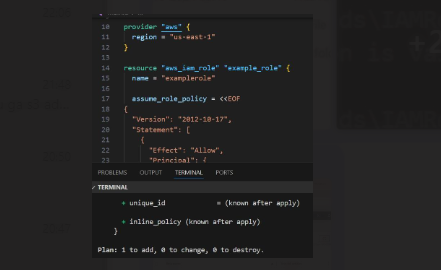 10 provider "aws" {
11 region = "us-east-1"
12 }
13
14 resource "aws_iam_role" "example_role" {
15 name = "examplerole"
16
17 assume_role_policy = <<EOF
18 {
19 "Version": "2012-10-17",
20 "Statement": [
21 {
22 "Effect": "Allow",
23 "Principal": {
PROBLEMS OUTPUT TERMINAL PORTS
TERMINAL
+ unique_id = (known after apply)
+ inline_policy (known after apply)
}
Plan: 1 to add, 0 to change, 0 to destroy.